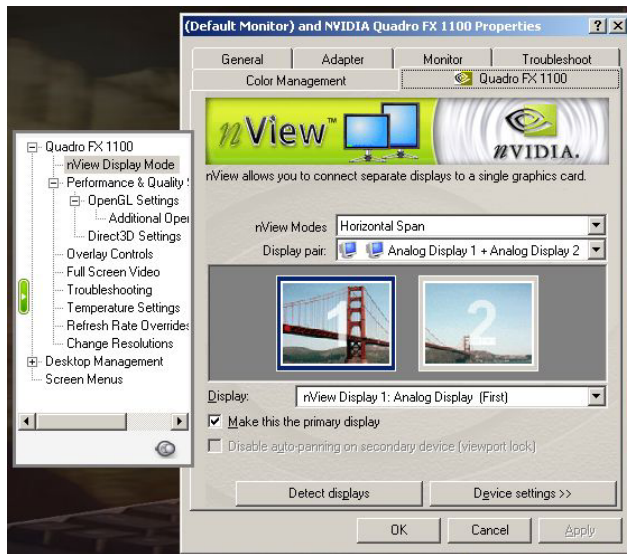 (Default Monitor) and NVIDIA Quadro FX 1100 Properties
General
Adapter
Monitor
Troubleshoot
Color Management
Quadro FX 1100
nView™
NVIDIA.
nView allows you to connect separate displays to a single graphics card.
nView Modes
Horizontal Span
Display pair:
Analog Display 1 + Analog Display 2
1
2
Display:
nView Display 1: Analog Display (First)
Make this the primary display
Disable auto-panning on secondary device (viewport lock)
Detect displays
Device settings >>
OK
Cancel
Apply
Quadro FX 1100
nView Display Mode
Performance & Quality S
OpenGL Settings
Additional Open
Direct3D Settings
Overlay Controls
Full Screen Video
Troubleshooting
Temperature Settings
Refresh Rate Overrides
Change Resolutions
Desktop Management
Screen Menus